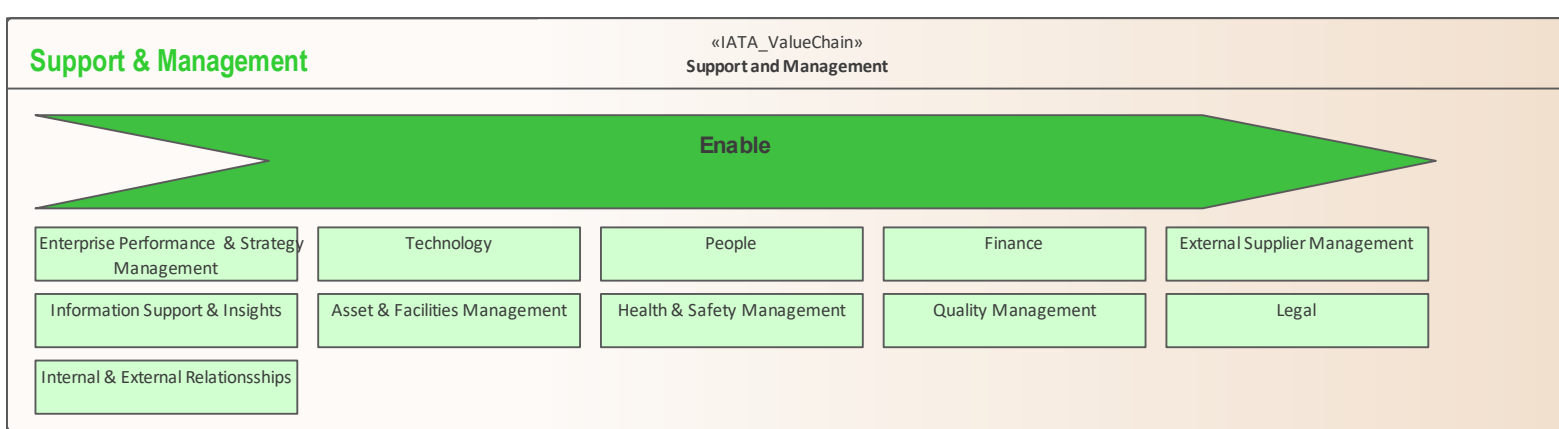 Support & Management
«IATA_ValueChain»
Support and Management
Enable
Enterprise Performance & Strategy
Management
Technology
People
Finance
External Supplier Management
Information Support & Insights
Asset & Facilities Management
Health & Safety Management
Quality Management
Legal
Internal & External Relationsships